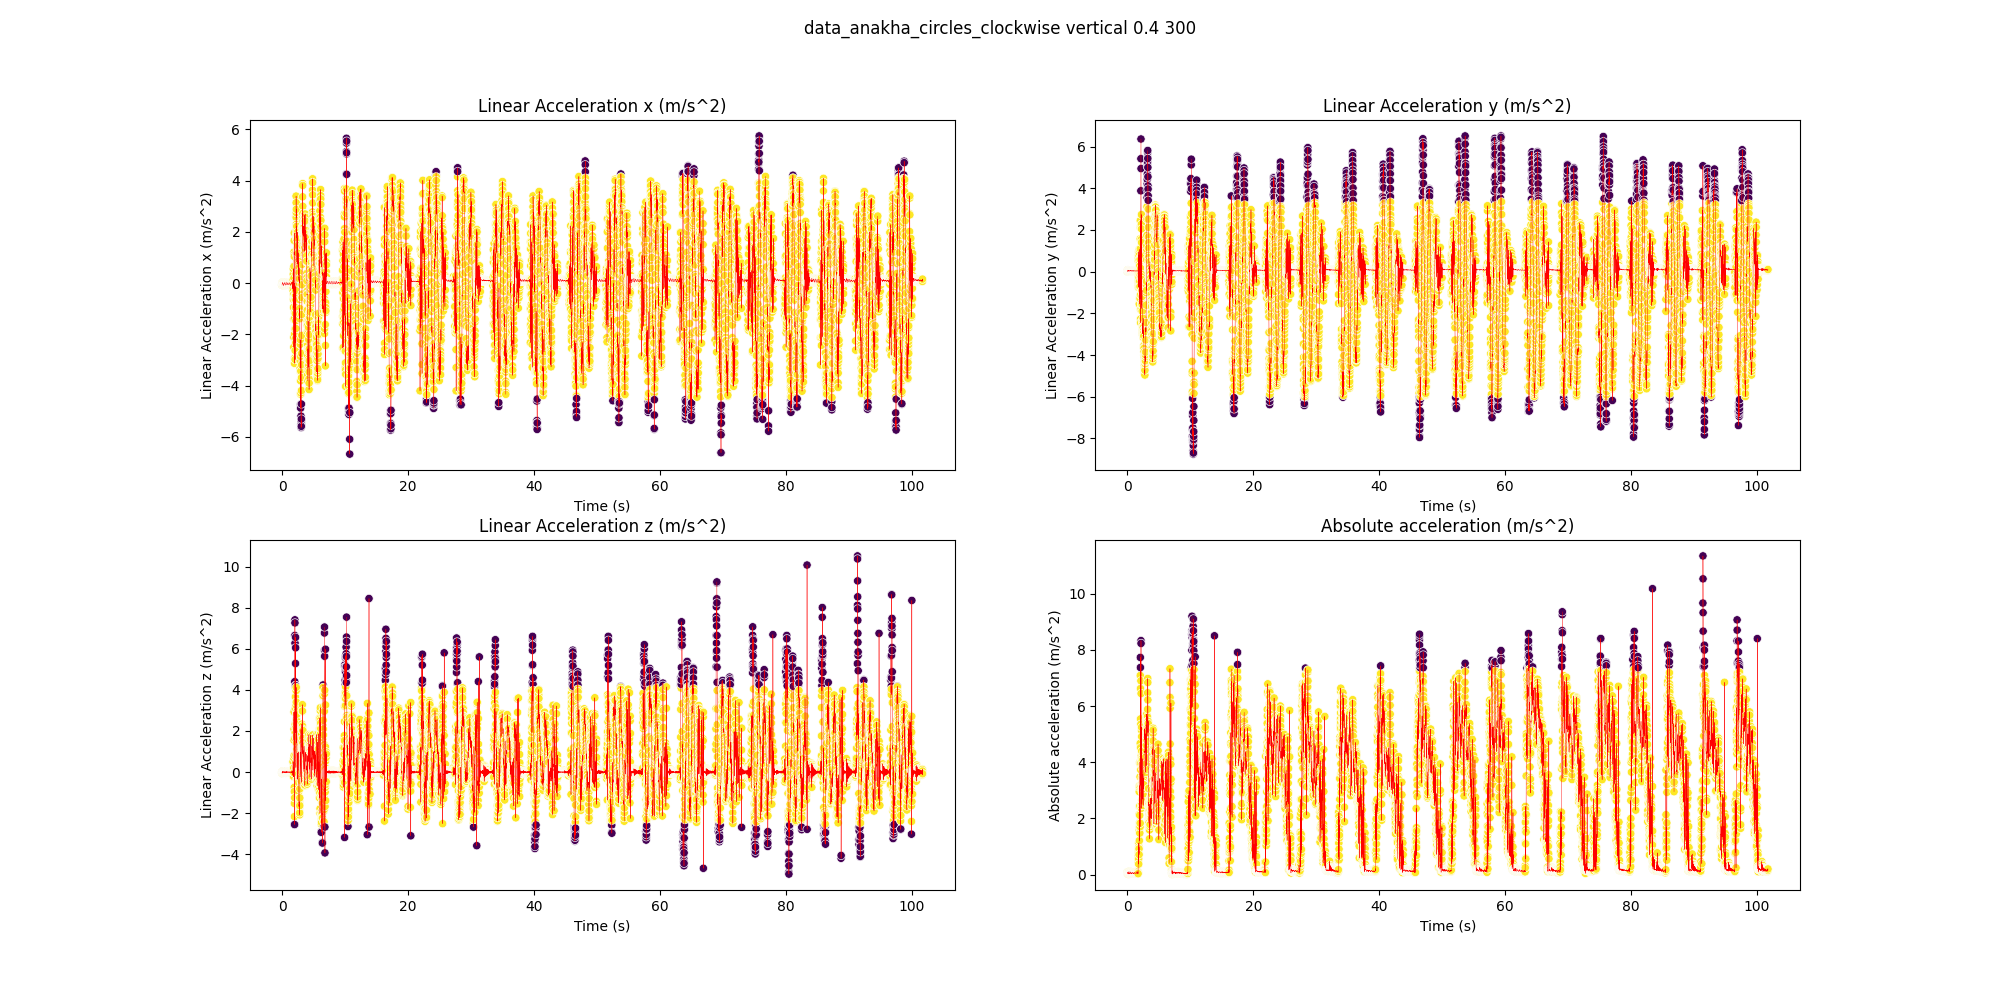 data_anakha_circles_clockwise vertical 0.4 300
Linear Acceleration x (m/s^2)
Linear Acceleration x (m/s^2)
6
4
2
0
−2
−4
−6
0 20 40 60 80 100
Time (s)
Linear Acceleration y (m/s^2)
Linear Acceleration y (m/s^2)
6
4
2
0
−2
−4
−6
−8
0 20 40 60 80 100
Time (s)
Linear Acceleration z (m/s^2)
Linear Acceleration z (m/s^2)
10
8
6
4
2
0
−2
−4
0 20 40 60 80 100
Time (s)
Absolute acceleration (m/s^2)
Absolute acceleration (m/s^2)
10
8
6
4
2
0
0 20 40 60 80 100
Time (s)